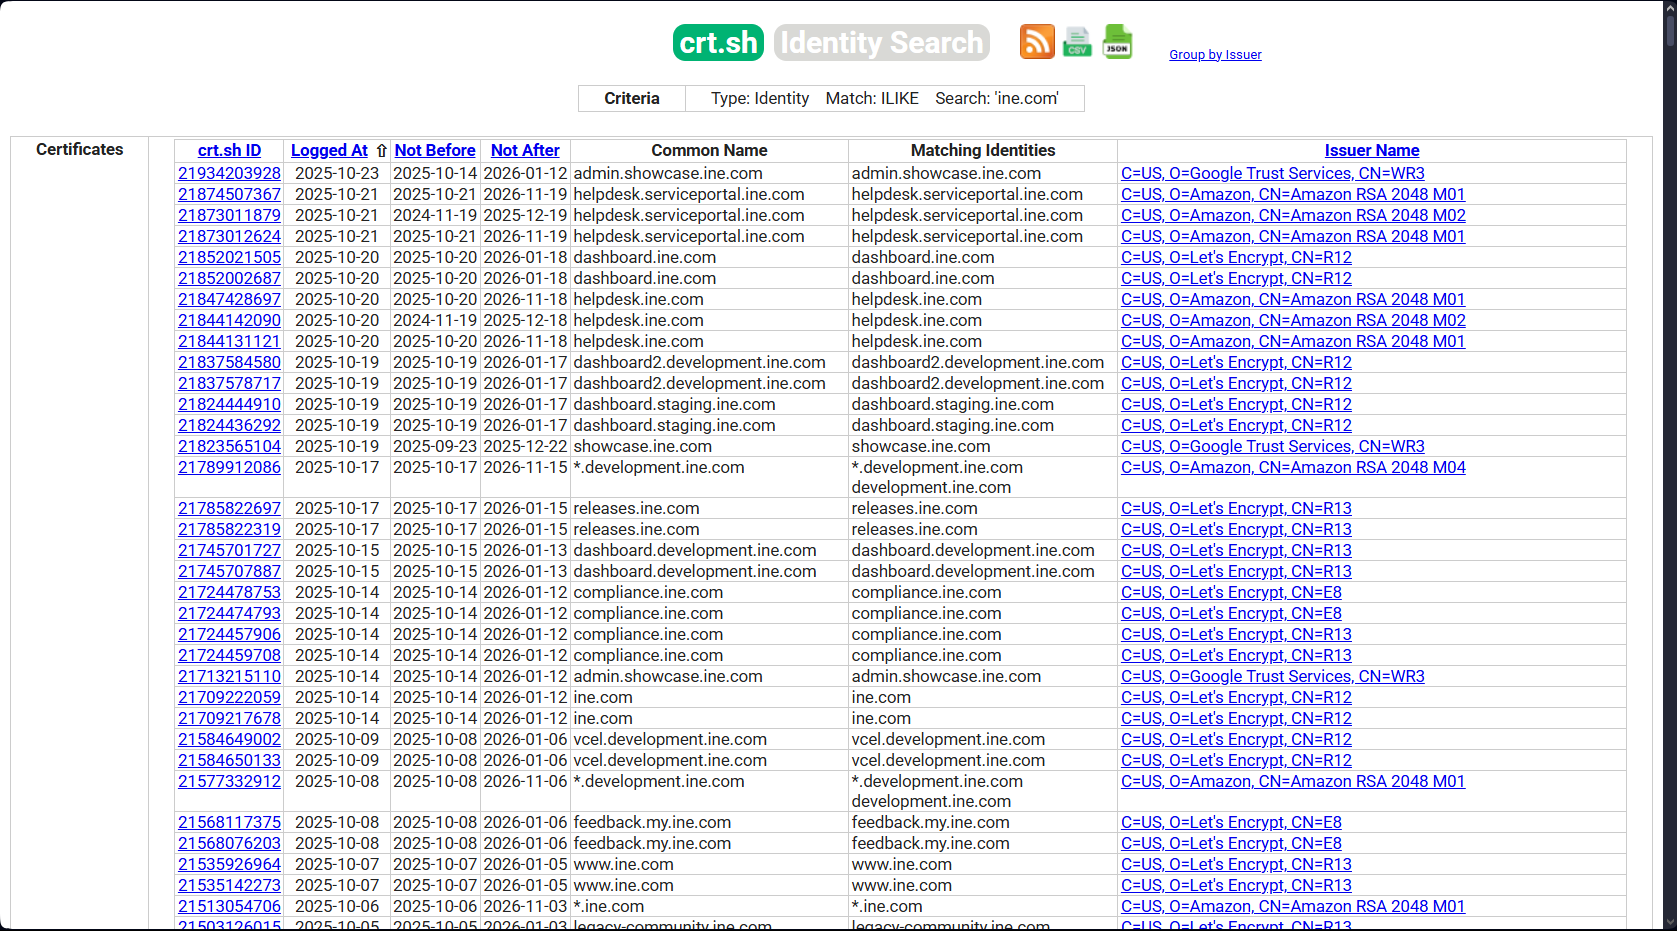 crt.sh Identity Search CSV JSON Group by Issuer
Criteria Type: Identity Match: ILIKE Search: 'ine.com'
Certificates crt.sh ID Logged At ⇧ Not Before Not After Common Name Matching Identities Issuer Name
21934203928 2025-10-23 2025-10-14 2026-01-12 admin.showcase.ine.com admin.showcase.ine.com C=US, O=Google Trust Services, CN=WR3
21874507367 2025-10-21 2025-10-21 2026-11-19 helpdesk.serviceportal.ine.com helpdesk.serviceportal.ine.com C=US, O=Amazon, CN=Amazon RSA 2048 M01
21873011879 2025-10-21 2024-11-19 2025-12-19 helpdesk.serviceportal.ine.com helpdesk.serviceportal.ine.com C=US, O=Amazon, CN=Amazon RSA 2048 M02
21873012624 2025-10-21 2025-10-21 2026-11-19 helpdesk.serviceportal.ine.com helpdesk.serviceportal.ine.com C=US, O=Amazon, CN=Amazon RSA 2048 M01
21852021505 2025-10-20 2025-10-20 2026-01-18 dashboard.ine.com dashboard.ine.com C=US, O=Let's Encrypt, CN=R12
21852002687 2025-10-20 2025-10-20 2026-01-18 dashboard.ine.com dashboard.ine.com C=US, O=Let's Encrypt, CN=R12
21847428697 2025-10-20 2025-10-20 2026-11-18 helpdesk.ine.com helpdesk.ine.com C=US, O=Amazon, CN=Amazon RSA 2048 M01
21844142090 2025-10-20 2024-11-19 2025-12-18 helpdesk.ine.com helpdesk.ine.com C=US, O=Amazon, CN=Amazon RSA 2048 M02
21844131121 2025-10-20 2025-10-20 2026-11-18 helpdesk.ine.com helpdesk.ine.com C=US, O=Amazon, CN=Amazon RSA 2048 M01
21837584580 2025-10-19 2025-10-19 2026-01-17 dashboard2.development.ine.com dashboard2.development.ine.com C=US, O=Let's Encrypt, CN=R12
21837578717 2025-10-19 2025-10-19 2026-01-17 dashboard2.development.ine.com dashboard2.development.ine.com C=US, O=Let's Encrypt, CN=R12
21824444910 2025-10-19 2025-10-19 2026-01-17 dashboard.staging.ine.com dashboard.staging.ine.com C=US, O=Let's Encrypt, CN=R12
21824436292 2025-10-19 2025-10-19 2026-01-17 dashboard.staging.ine.com dashboard.staging.ine.com C=US, O=Let's Encrypt, CN=R12
21823565104 2025-10-19 2025-09-23 2025-12-22 showcase.ine.com showcase.ine.com C=US, O=Google Trust Services, CN=WR3
21789912086 2025-10-17 2025-10-17 2026-11-15 *.development.ine.com *.development.ine.com C=US, O=Amazon, CN=Amazon RSA 2048 M04
development.ine.com
21785822697 2025-10-17 2025-10-17 2026-01-15 releases.ine.com releases.ine.com C=US, O=Let's Encrypt, CN=R13
21785822319 2025-10-17 2025-10-17 2026-01-15 releases.ine.com releases.ine.com C=US, O=Let's Encrypt, CN=R13
21745701727 2025-10-15 2025-10-15 2026-01-13 dashboard.development.ine.com dashboard.development.ine.com C=US, O=Let's Encrypt, CN=R13
21745707887 2025-10-15 2025-10-15 2026-01-13 dashboard.development.ine.com dashboard.development.ine.com C=US, O=Let's Encrypt, CN=R13
21724478753 2025-10-14 2025-10-14 2026-01-12 compliance.ine.com compliance.ine.com C=US, O=Let's Encrypt, CN=E8
21724474793 2025-10-14 2025-10-14 2026-01-12 compliance.ine.com compliance.ine.com C=US, O=Let's Encrypt, CN=E8
21724457906 2025-10-14 2025-10-14 2026-01-12 compliance.ine.com compliance.ine.com C=US, O=Let's Encrypt, CN=R13
21724459708 2025-10-14 2025-10-14 2026-01-12 compliance.ine.com compliance.ine.com C=US, O=Let's Encrypt, CN=R13
21713215110 2025-10-14 2025-10-14 2026-01-12 admin.showcase.ine.com admin.showcase.ine.com C=US, O=Google Trust Services, CN=WR3
21709222059 2025-10-14 2025-10-14 2026-01-12 ine.com ine.com C=US, O=Let's Encrypt, CN=R12
21709217678 2025-10-14 2025-10-14 2026-01-12 ine.com ine.com C=US, O=Let's Encrypt, CN=R12
21584649002 2025-10-09 2025-10-08 2026-01-06 vcel.development.ine.com vcel.development.ine.com C=US, O=Let's Encrypt, CN=R12
21584650133 2025-10-09 2025-10-08 2026-01-06 vcel.development.ine.com vcel.development.ine.com C=US, O=Let's Encrypt, CN=R12
21577332912 2025-10-08 2025-10-08 2026-11-06 *.development.ine.com *.development.ine.com C=US, O=Amazon, CN=Amazon RSA 2048 M01
development.ine.com
21568117375 2025-10-08 2025-10-08 2026-01-06 feedback.my.ine.com feedback.my.ine.com C=US, O=Let's Encrypt, CN=E8
21568076203 2025-10-08 2025-10-08 2026-01-06 feedback.my.ine.com feedback.my.ine.com C=US, O=Let's Encrypt, CN=E8
21535926964 2025-10-07 2025-10-07 2026-01-05 www.ine.com www.ine.com C=US, O=Let's Encrypt, CN=R13
21535142273 2025-10-07 2025-10-07 2026-01-05 www.ine.com www.ine.com C=US, O=Let's Encrypt, CN=R13
21513054706 2025-10-06 2025-10-06 2026-11-03 *.ine.com *.ine.com C=US, O=Amazon, CN=Amazon RSA 2048 M01
21503126015 2025-10-05 2025-10-05 2026-01-03 legacy-community.ine.com legacy-community.ine.com C=US, O=Let's Encrypt, CN=R13